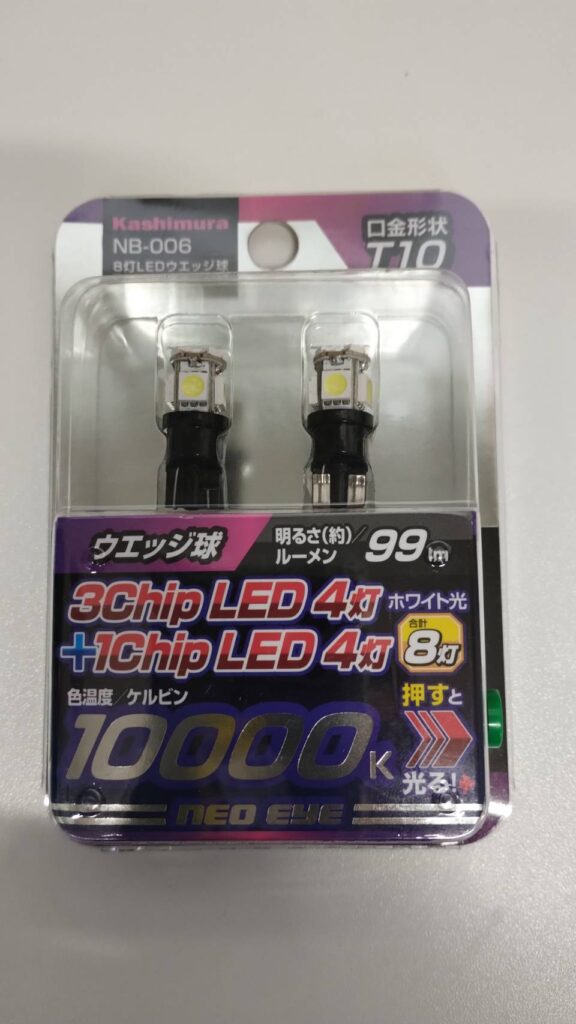 Kashimura
NB-006
8灯LEDウエッジ球
口金形状
T10
ウエッジ球
明るさ(約)/
ルーメン
99lm
3Chip LED 4灯
ホワイト光
+1Chip LED 4灯
合計
8灯
色温度/ケルビン
10000K
押すと
光る!
NEO EYE